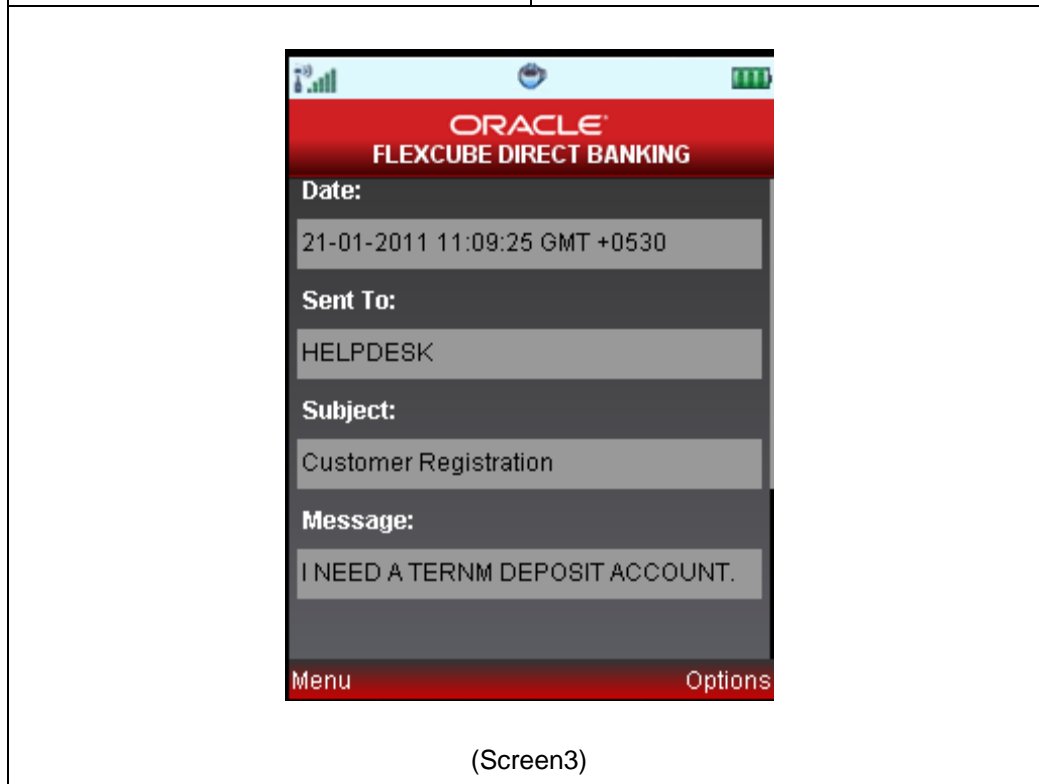 ORACLE
FLEXCUBE DIRECT BANKING
Date:
21-01-2011 11:09:25 GMT +0530
Sent To:
HELPDESK
Subject:
Customer Registration
Message:
I NEED A TERNM DEPOSIT ACCOUNT.
Menu Options
(Screen3)